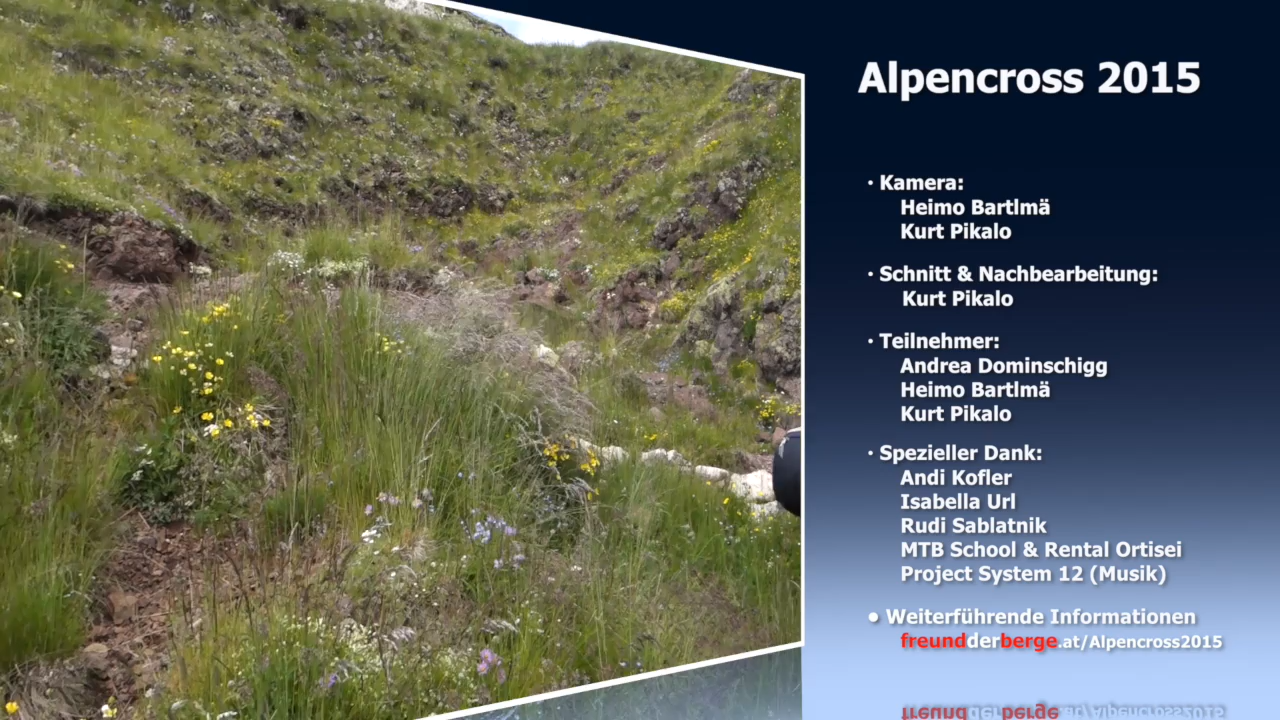 Alpencross 2015
• Kamera:
Heimo Bartlmä
Kurt Pikalo
• Schnitt & Nachbearbeitung:
Kurt Pikalo
• Teilnehmer:
Andrea Dominschigg
Heimo Bartlmä
Kurt Pikalo
• Spezieller Dank:
Andi Kofler
Isabella Url
Rudi Sablatnik
MTB School & Rental Ortisei
Project System 12 (Musik)
• Weiterführende Informationen
freundderberge.at/Alpencross2015